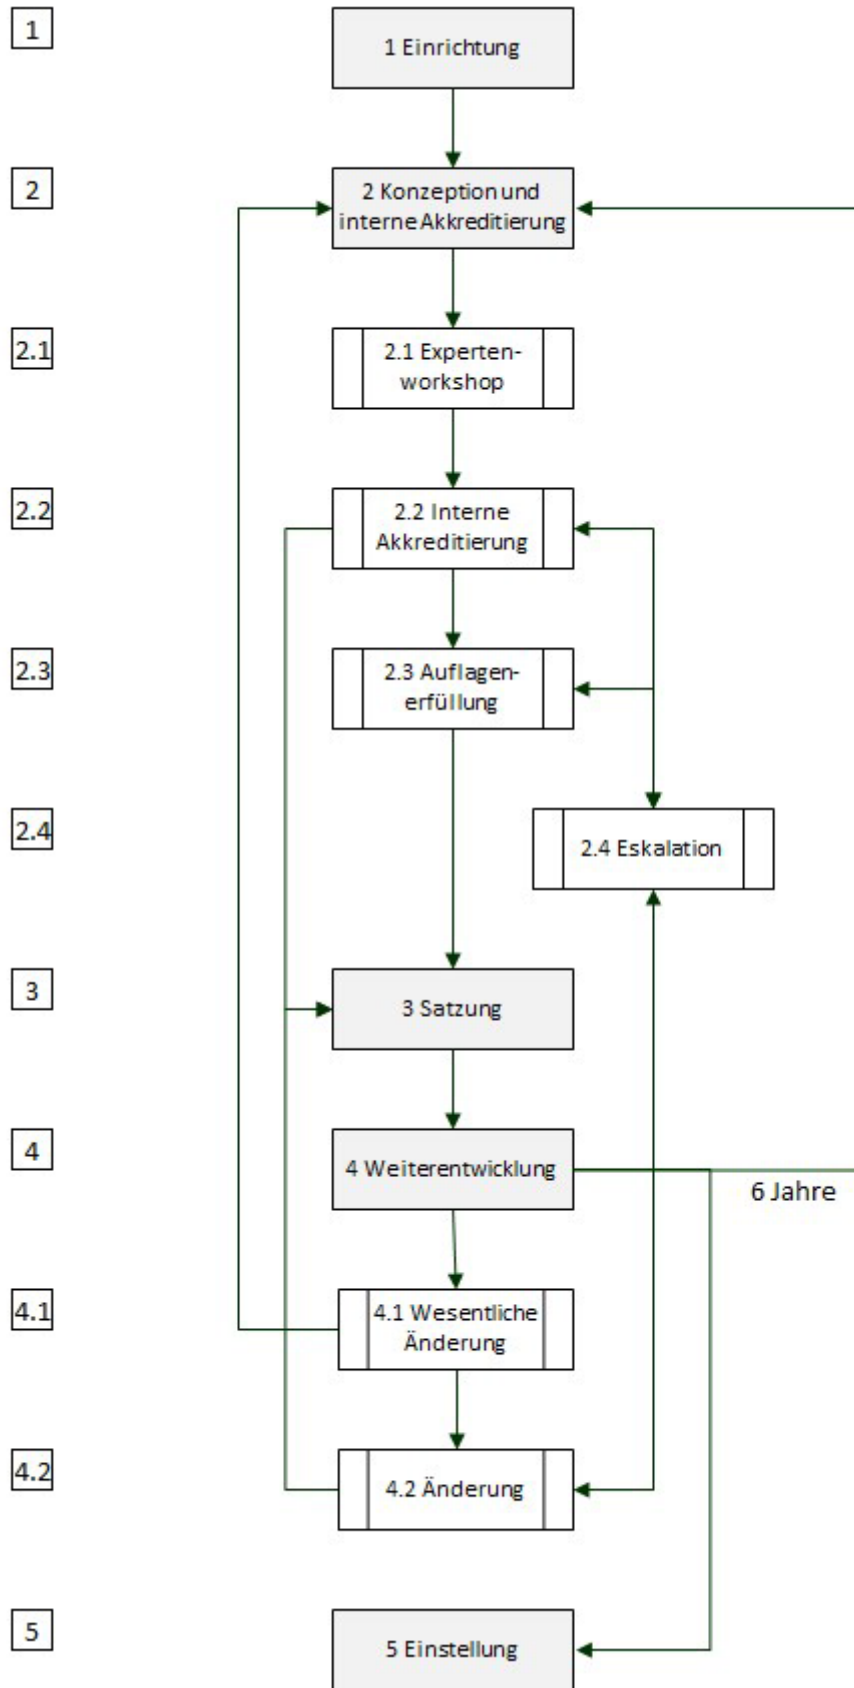 1
1 Einrichtung
2
2 Konzeption und
interne Akkreditierung
2.1
2.1 Experten-
workshop
2.2
2.2 Interne
Akkreditierung
2.3
2.3 Auflagen-
erfüllung
2.4
2.4 Eskalation
3
3 Satzung
4
4 Weiterentwicklung
6 Jahre
4.1
4.1 Wesentliche
Änderung
4.2
4.2 Änderung
5
5 Einstellung